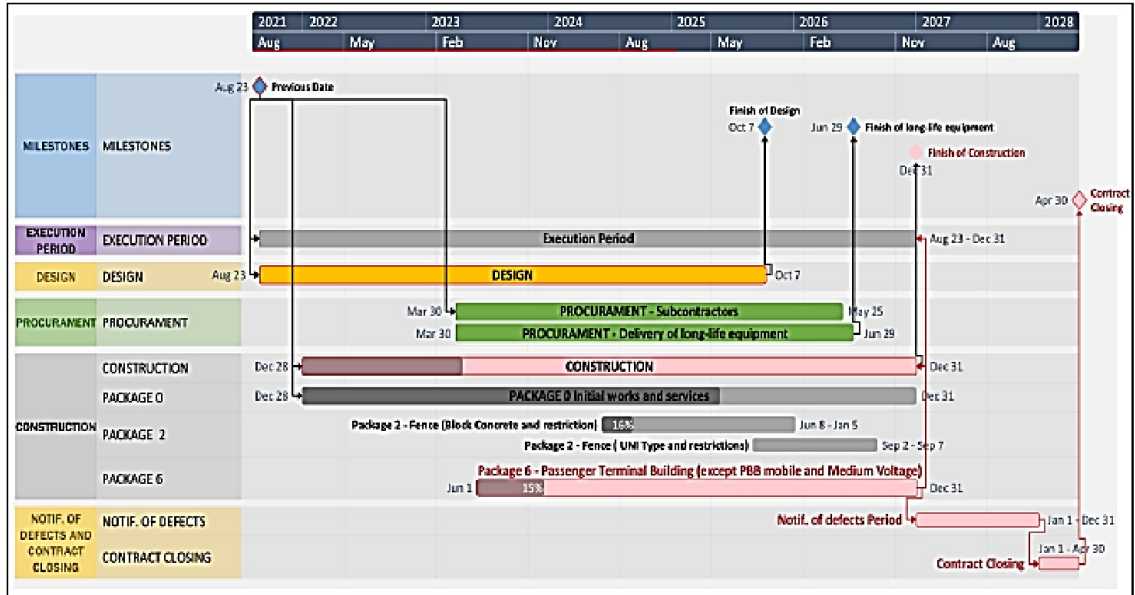 2021 2022 2023 2024 2025 2026 2027 2028
Aug May Feb Nov Aug May Feb Nov Aug
Aug 23 Previous Date
Finish of Design
Oct 7
Jun 29 Finish of long-life equipment
MILESTONES MILESTONES
Finish of Construction
Dec 31
Apr 30 Contract
Closing
EXECUTION
PERIOD
EXECUTION PERIOD Execution Period Aug 23 - Dec 31
DESIGN DESIGN Aug 23 DESIGN Oct 7
Mar 30 PROCURAMENT - Subcontractors May 25
PROCURAMENT PROCURAMENT
Mar 30 PROCURAMENT - Delivery of long-life equipment Jun 29
CONSTRUCTION Dec 28 CONSTRUCTION Dec 31
PACKAGE 0 Dec 28 PACKAGE 0 Initial works and services Dec 31
CONSTRUCTION
PACKAGE 2 Package 2 - Fence (Block Concrete and restriction) 16% Jun 8 - Jan 5
Package 2 - Fence ( UNI Type and restrictions) Sep 2 - Sep 7
Package 6 - Passenger Terminal Building (except PBB mobile and Medium Voltage)
PACKAGE 6 Jun 1 15% Dec 31
NOTIF. OF
DEFECTS AND
CONTRACT
CLOSING
NOTIF. OF DEFECTS Notif. of defects Period Jan 1 - Dec 31
Jan 1 - Apr 30
CONTRACT CLOSING Contract Closing